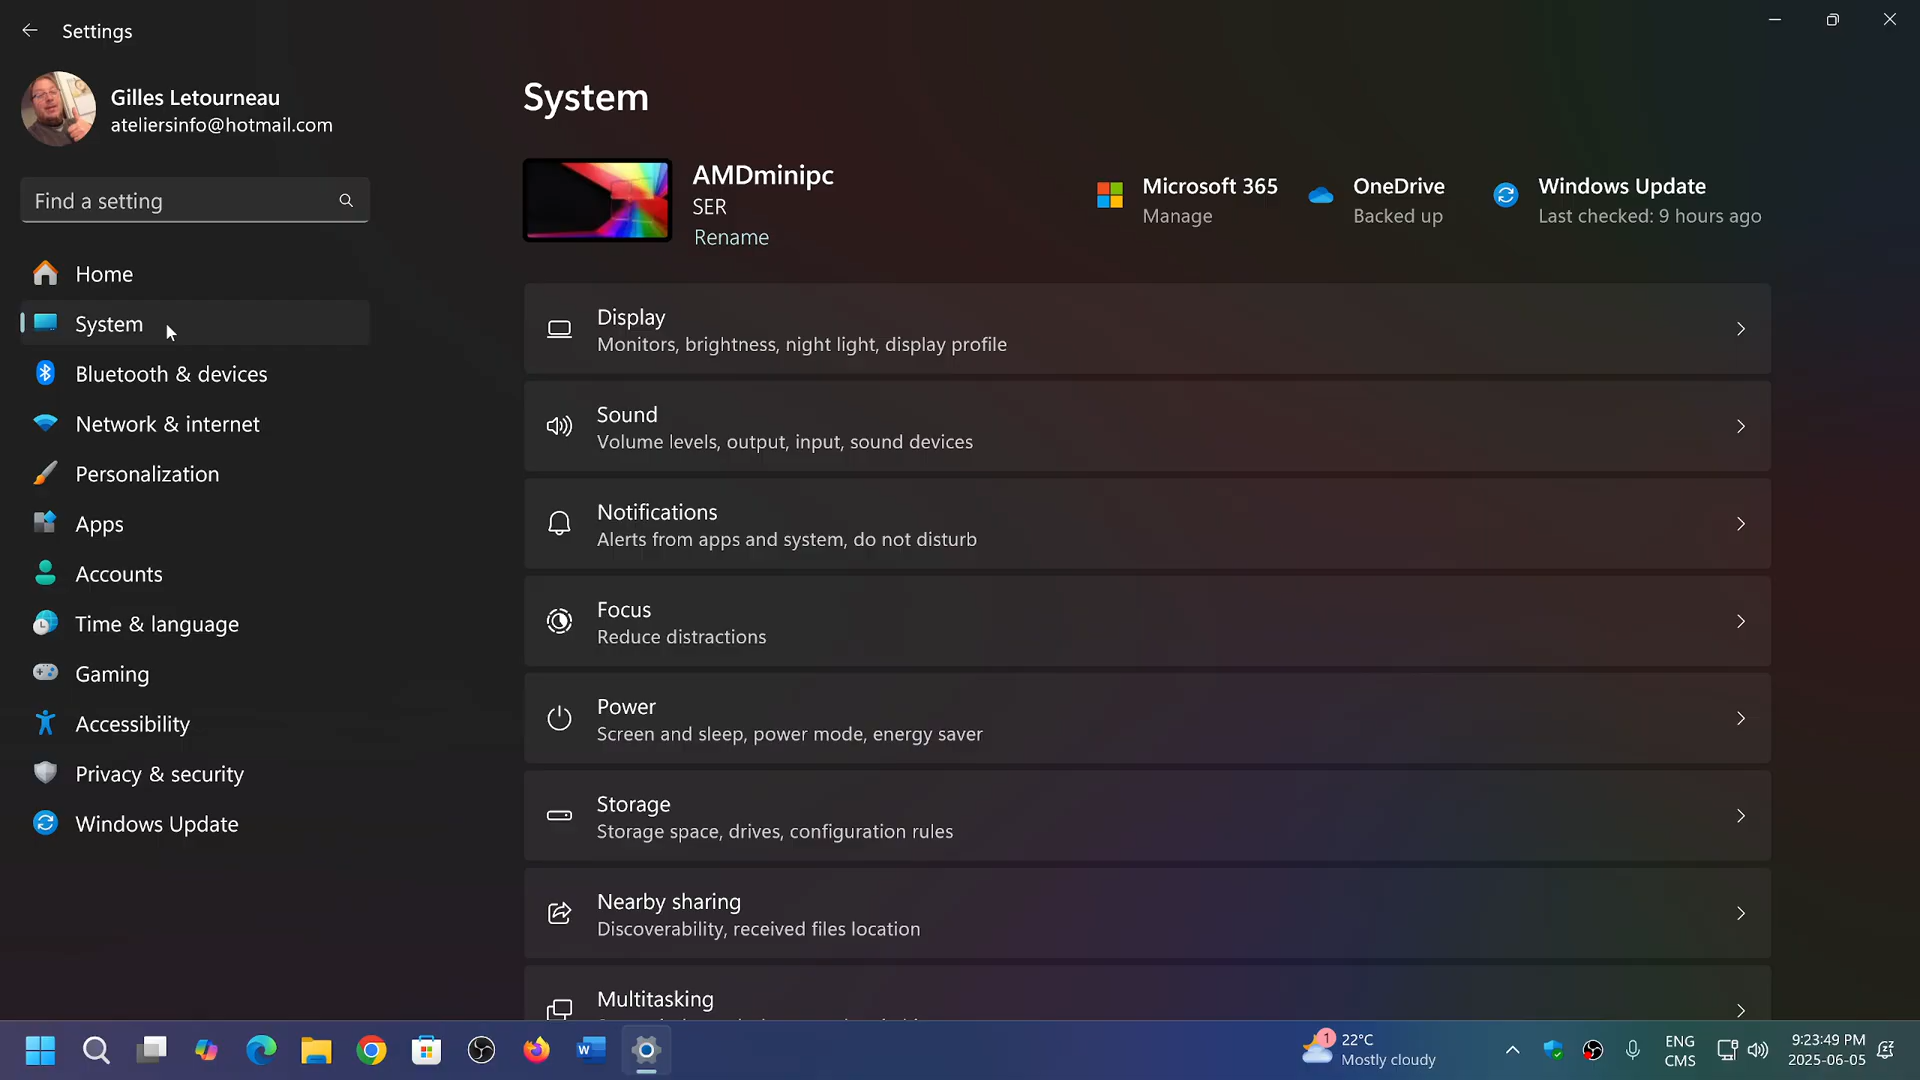 Settings
Gilles Letourneau
ateliersinfo@hotmail.com
Find a setting
Home
System
Bluetooth & devices
Network & internet
Personalization
Apps
Accounts
Time & language
Gaming
Accessibility
Privacy & security
Windows Update
System
AMDminipc
SER
Rename
Microsoft 365
Manage
OneDrive
Backed up
Windows Update
Last checked: 9 hours ago
Display
Monitors, brightness, night light, display profile
Sound
Volume levels, output, input, sound devices
Notifications
Alerts from apps and system, do not disturb
Focus
Reduce distractions
Power
Screen and sleep, power mode, energy saver
Storage
Storage space, drives, configuration rules
Nearby sharing
Discoverability, received files location
Multitasking
1
22°C
Mostly cloudy
ENG
CMS
9:23:49 PM
2025-06-05